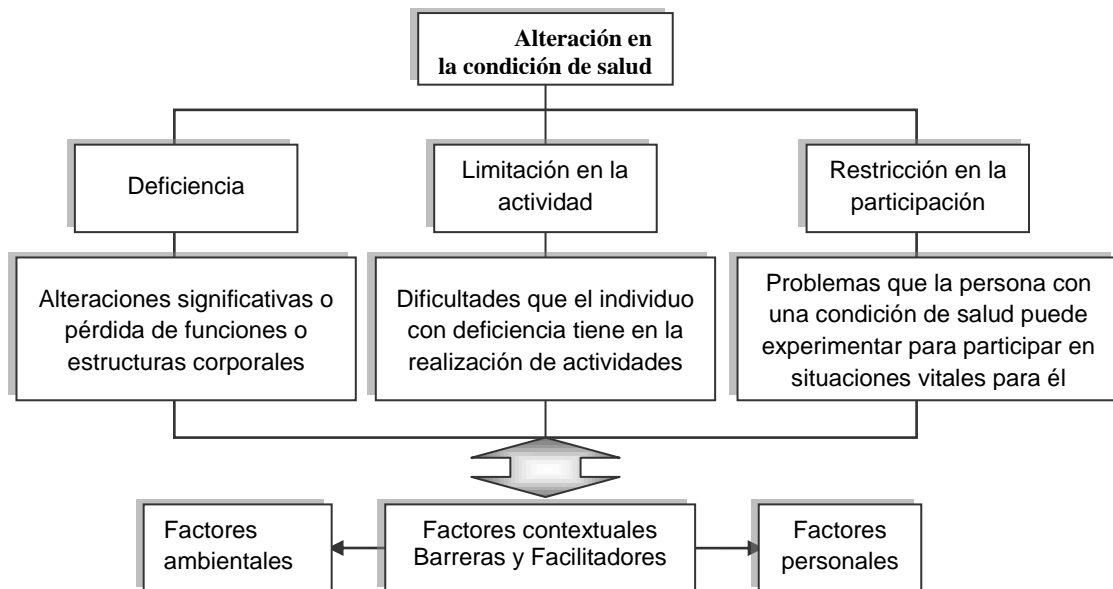 Alteración en
la condición de salud
Deficiencia
Limitación en la
actividad
Restricción en la
participación
Alteraciones significativas o
pérdida de funciones o
estructuras corporales
Dificultades que el individuo
con deficiencia tiene en la
realización de actividades
Problemas que la persona con
una condición de salud puede
experimentar para participar en
situaciones vitales para él
Factores
ambientales
Factores contextuales
Barreras y Facilitadores
Factores
personales